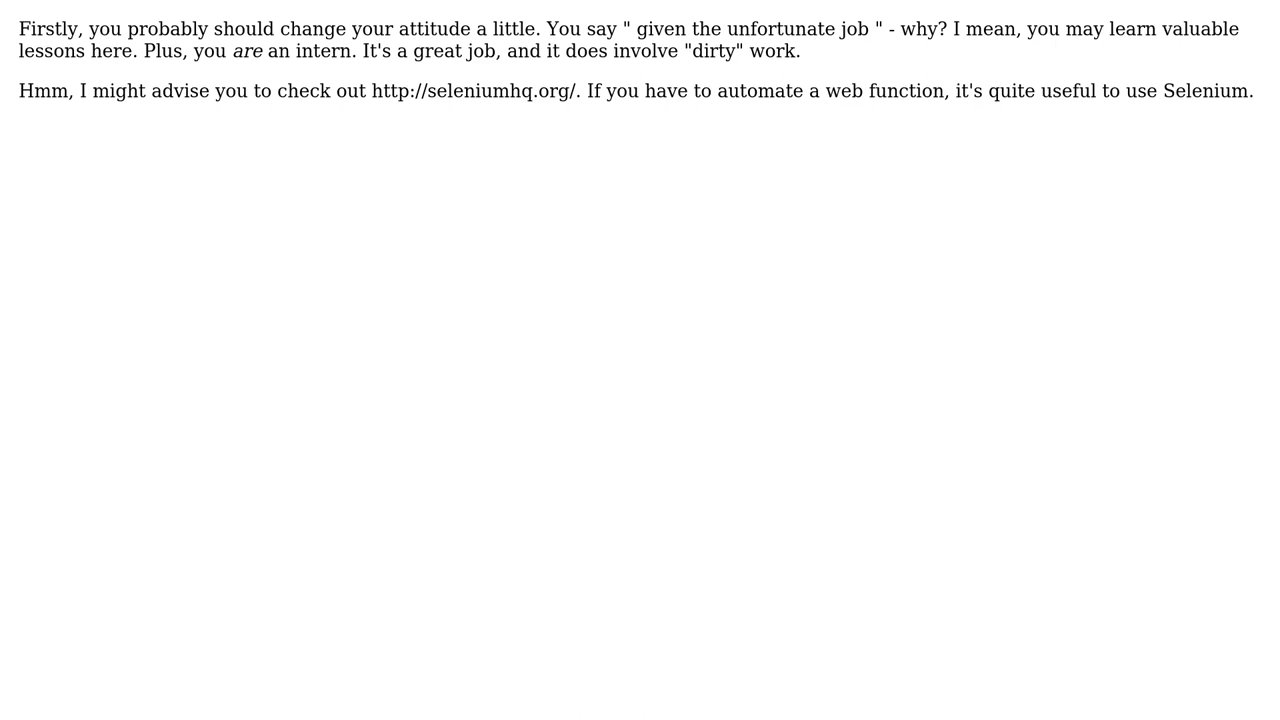 Firstly, you probably should change your attitude a little. You say " given the unfortunate job " - why? I mean, you may learn valuable
lessons here. Plus, you are an intern. It's a great job, and it does involve "dirty" work.
Hmm, I might advise you to check out http://seleniumhq.org/. If you have to automate a web function, it's quite useful to use Selenium.